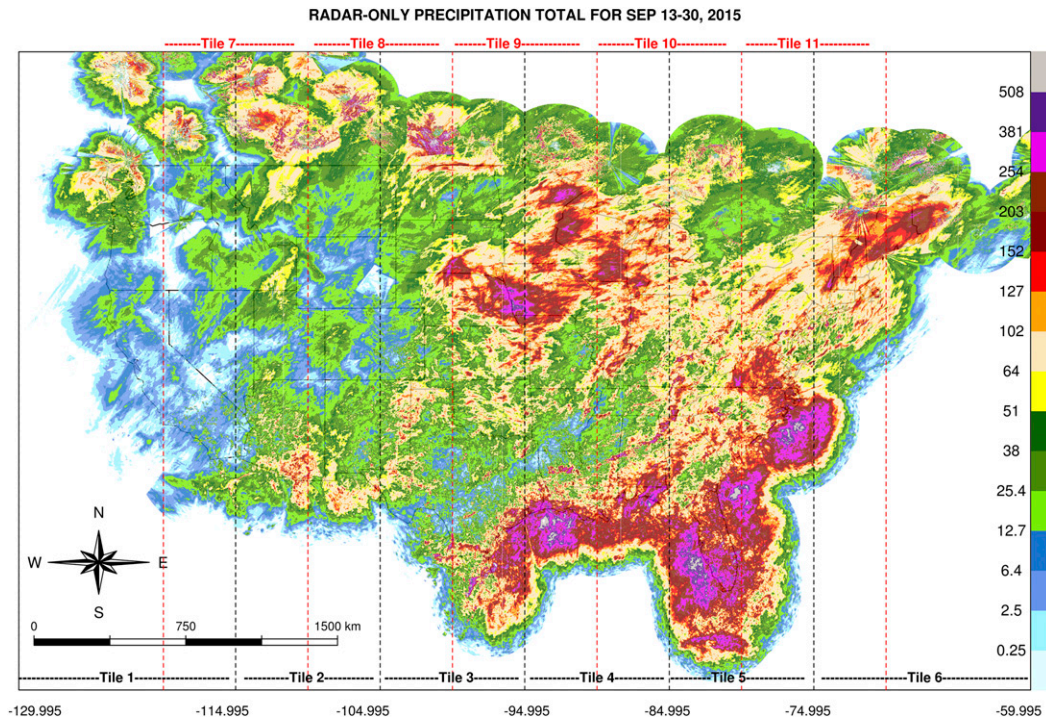 RADAR-ONLY PRECIPITATION TOTAL FOR SEP 13-30, 2015
--------Tile 7-------------- --------Tile 8------------ --------Tile 9------------ --------Tile 10------------ ------Tile 11------------
508
381
254
203
152
127
102
64
51
38
25.4
12.7
6.4
2.5
0.25
N
W E
S
0 750 1500 km
-----------------Tile 1----------------- -----------Tile 2-------------- --------------Tile 3-------------- --------------Tile 4-------------- --------------Tile 5-------------- -----------------Tile 6-----------------
-129.995 -114.995 -104.995 -94.995 -84.995 -74.995 -59.995